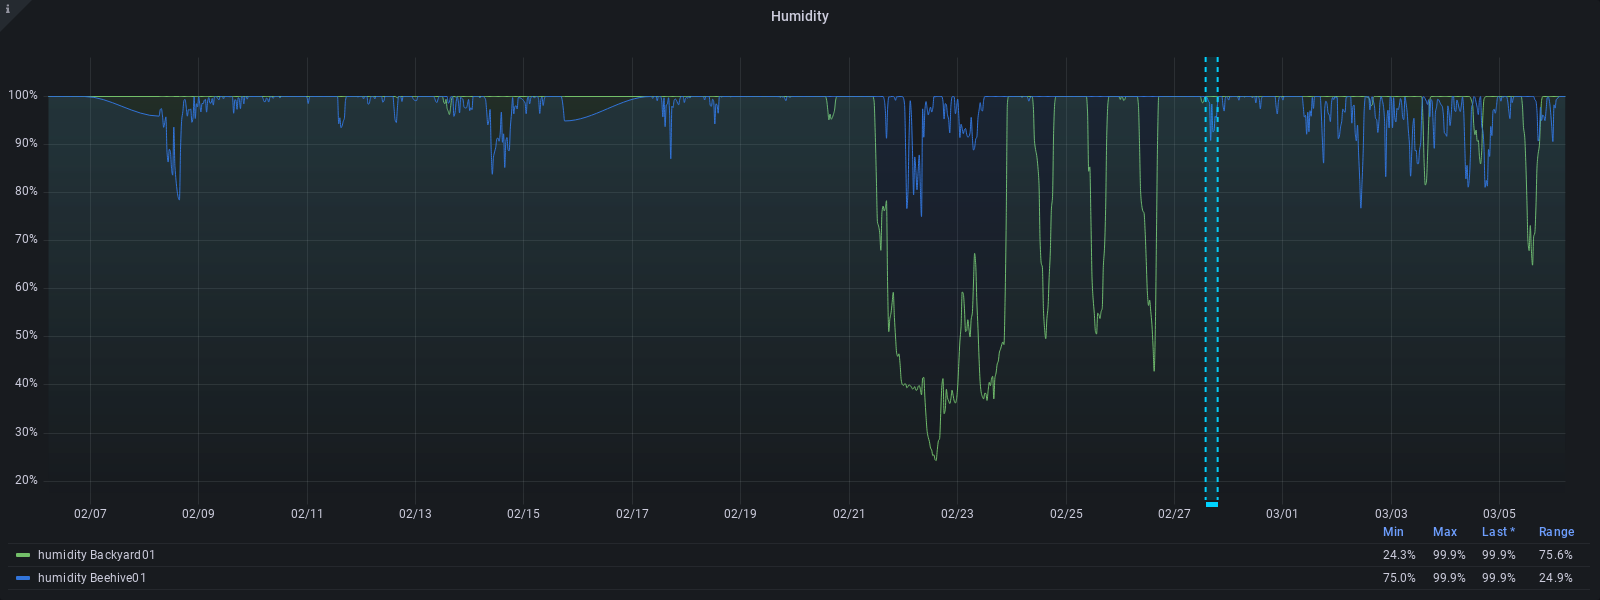 i
Humidity
100%
90%
80%
70%
60%
50%
40%
30%
20%
02/07 02/09 02/11 02/13 02/15 02/17 02/19 02/21 02/23 02/25 02/27 03/01 03/03 03/05
Min Max Last * Range
humidity Backyard01 24.3% 99.9% 99.9% 75.6%
humidity Beehive01 75.0% 99.9% 99.9% 24.9%